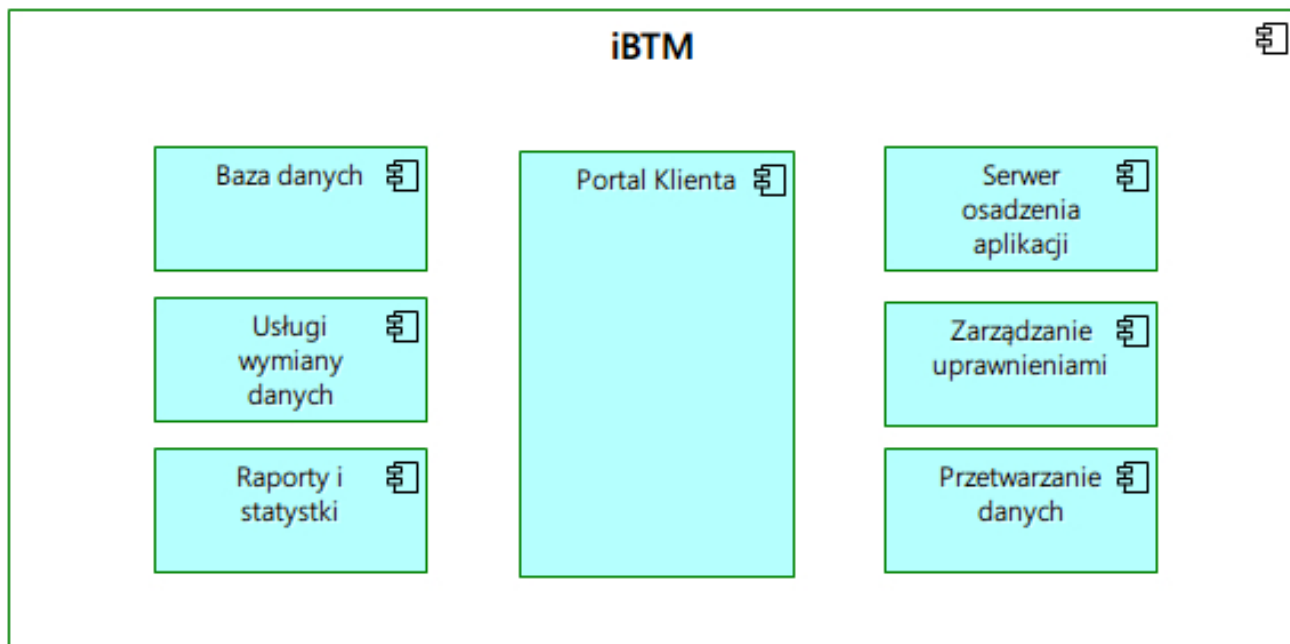 iBTM
Baza danych
Usługi
wymiany
danych
Raporty i
statystki
Portal Klienta
Serwer
osadzenia
aplikacji
Zarządzanie
uprawnieniami
Przetwarzanie
danych